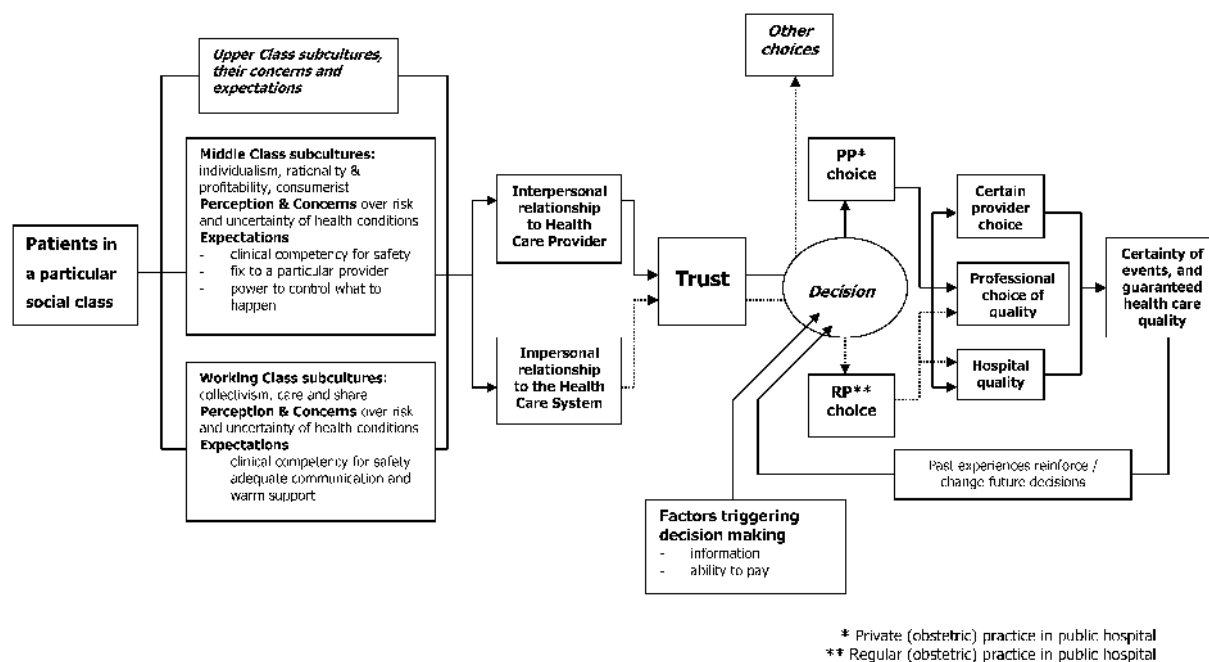 Other
choices
Upper Class subcultures,
their concerns and
expectations
Middle Class subcultures:
individualism, rationality &
profitability, consumerist
Perception & Concerns over risk
and uncertainty of health conditions
Expectations
- clinical competency for safety
- fix to a particular provider
- power to control what to
happen
Working Class subcultures:
collectivism, care and share
Perception & Concerns over risk
and uncertainty of health conditions
Expectations
clinical competency for safety
adequate communication and
warm support
Patients in
a particular
social class
Interpersonal
relationship to Health
Care Provider
Impersonal
relationship
to the Health
Care System
Trust
Decision
PP*
choice
RP**
choice
Certain
provider
choice
Professional
choice of
quality
Hospital
quality
Certainty of
events, and
guaranteed
health care
quality
Past experiences reinforce /
change future decisions
Factors triggering
decision making
- information
- ability to pay
* Private (obstetric) practice in public hospital
** Regular (obstetric) practice in public hospital